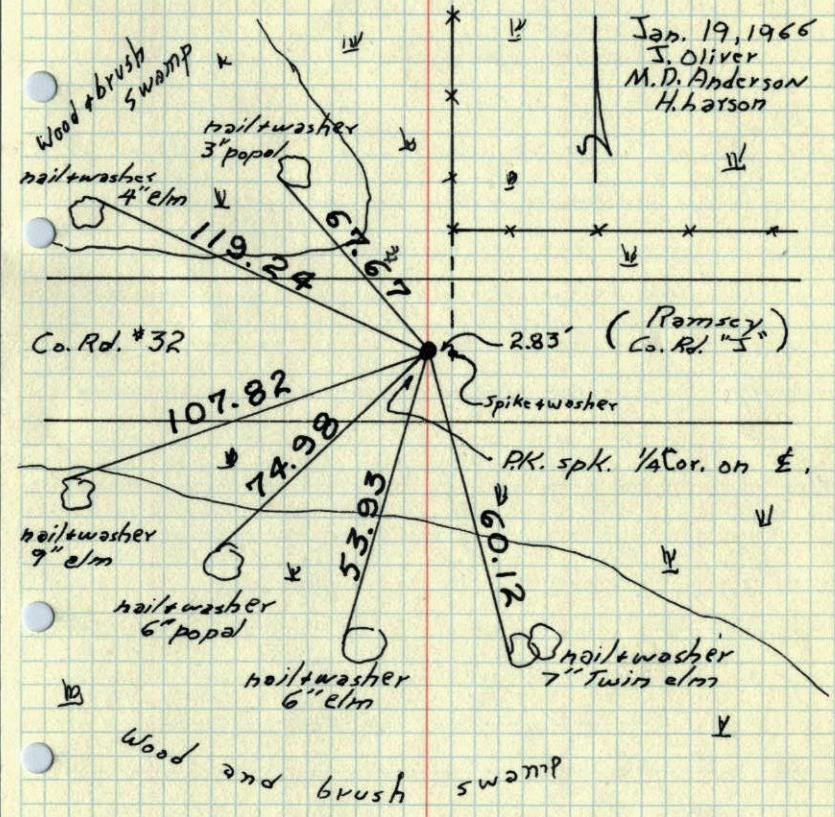 Jan. 19, 1966
J. Oliver
M.D. Anderson
H. Larson
Wood & brush
swamp
nail & washer
3" popal
nail & washer
4" elm
67.67
119.24
Co. Rd. #32
2.83'
(Ramsey
Co. Rd. "J")
spike & washer
107.82
74.98
P.K. spk. 1/4 Cor. on ℄.
53.93
60.12
nail & washer
9" elm
nail & washer
6" popal
nail & washer
6" elm
nail & washer
7" Twin elm
Wood and brush swamp